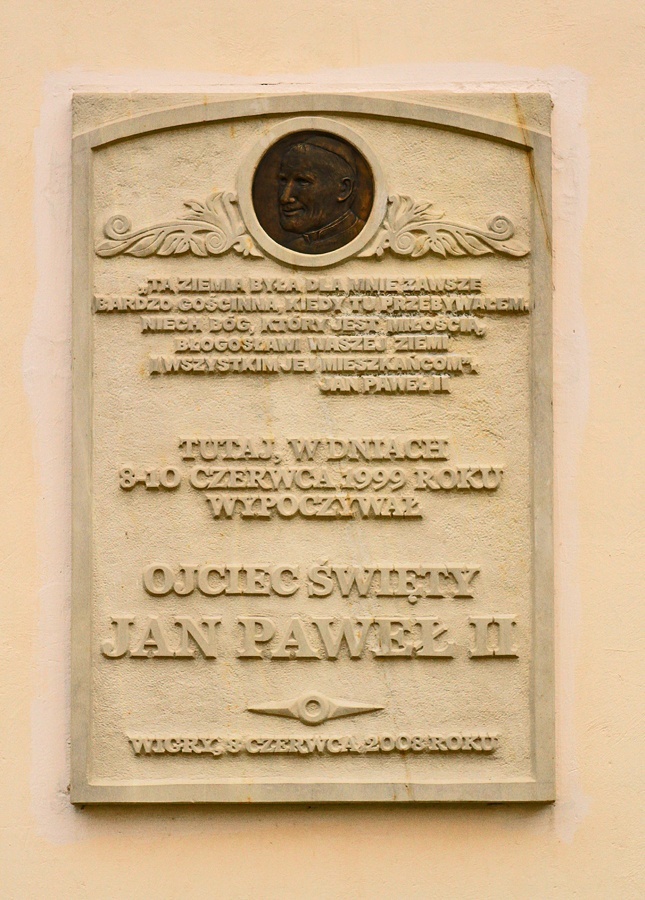 „TA ZIEMIA BYŁA DLA MNIE ZAWSZE
BARDZO GOŚCINNA, KIEDY TU PRZEBYWAŁEM.
NIECH BÓG, KTÓRY JEST MIŁOŚCIĄ,
BŁOGOSŁAWI WASZEJ ZIEMI
I WSZYSTKIM JEJ MIESZKAŃCOM”.
JAN PAWEŁ II
TUTAJ, W DNIACH
8-10 CZERWCA 1999 ROKU
WYPOCZYWAŁ
OJCIEC ŚWIĘTY
JAN PAWEŁ II
WIGRY, 8 CZERWCA 2008 ROKU